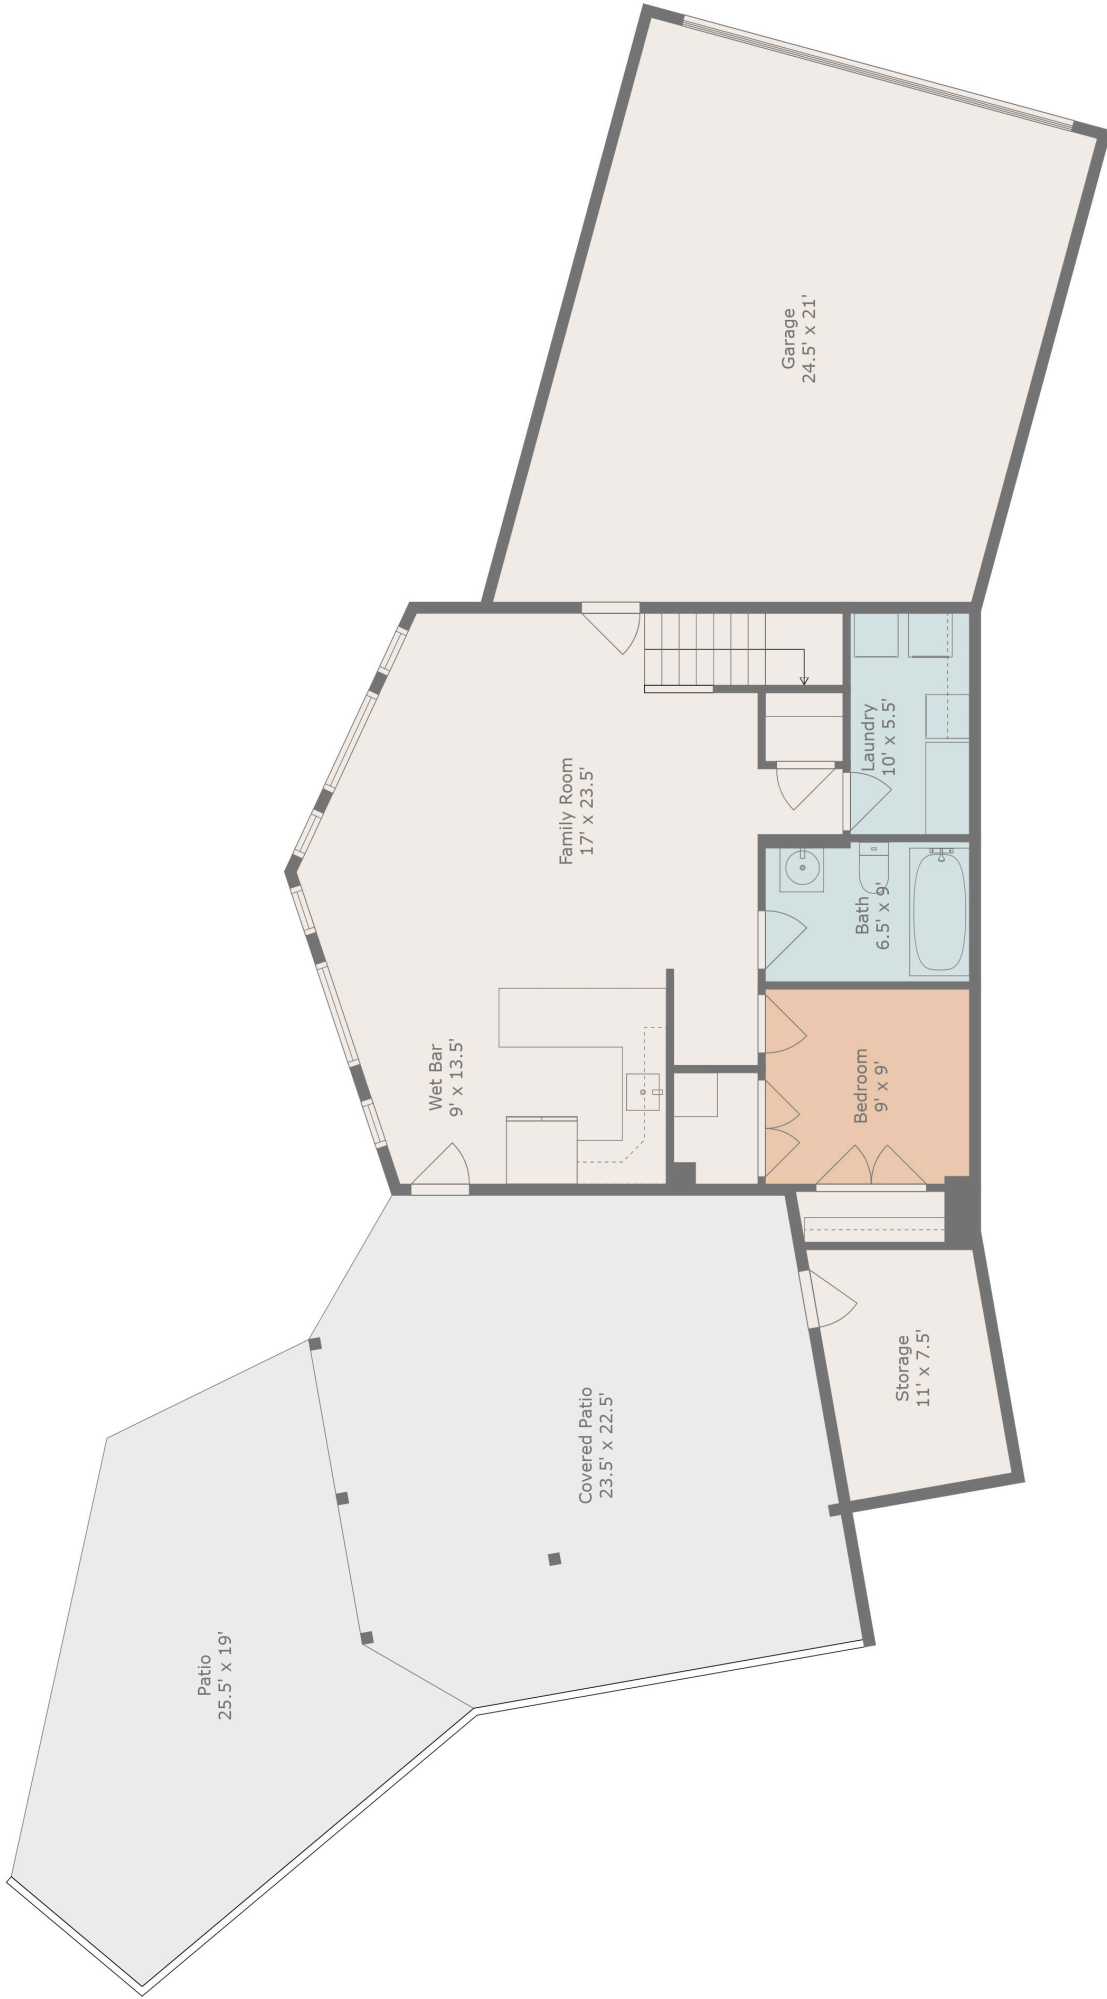 Garage
24.5' x 21'
Family Room
17' x 23.5'
Laundry
10' x 5.5'
Bath
6.5' x 9'
Wet Bar
9' x 13.5'
Bedroom
9' x 9'
Storage
11' x 7.5'
Covered Patio
23.5' x 22.5'
Patio
25.5' x 19'